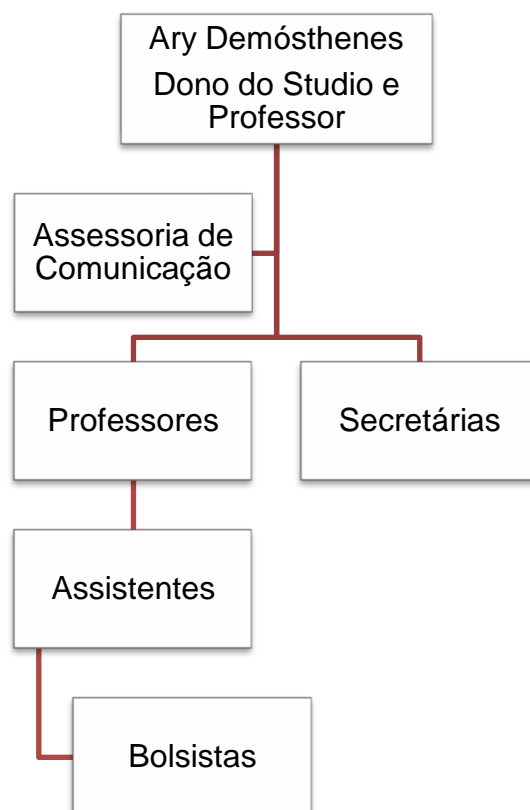 Ary Demósthenes
Dono do Studio e
Professor
Assessoria de
Comunicação
Professores
Secretárias
Assistentes
Bolsistas